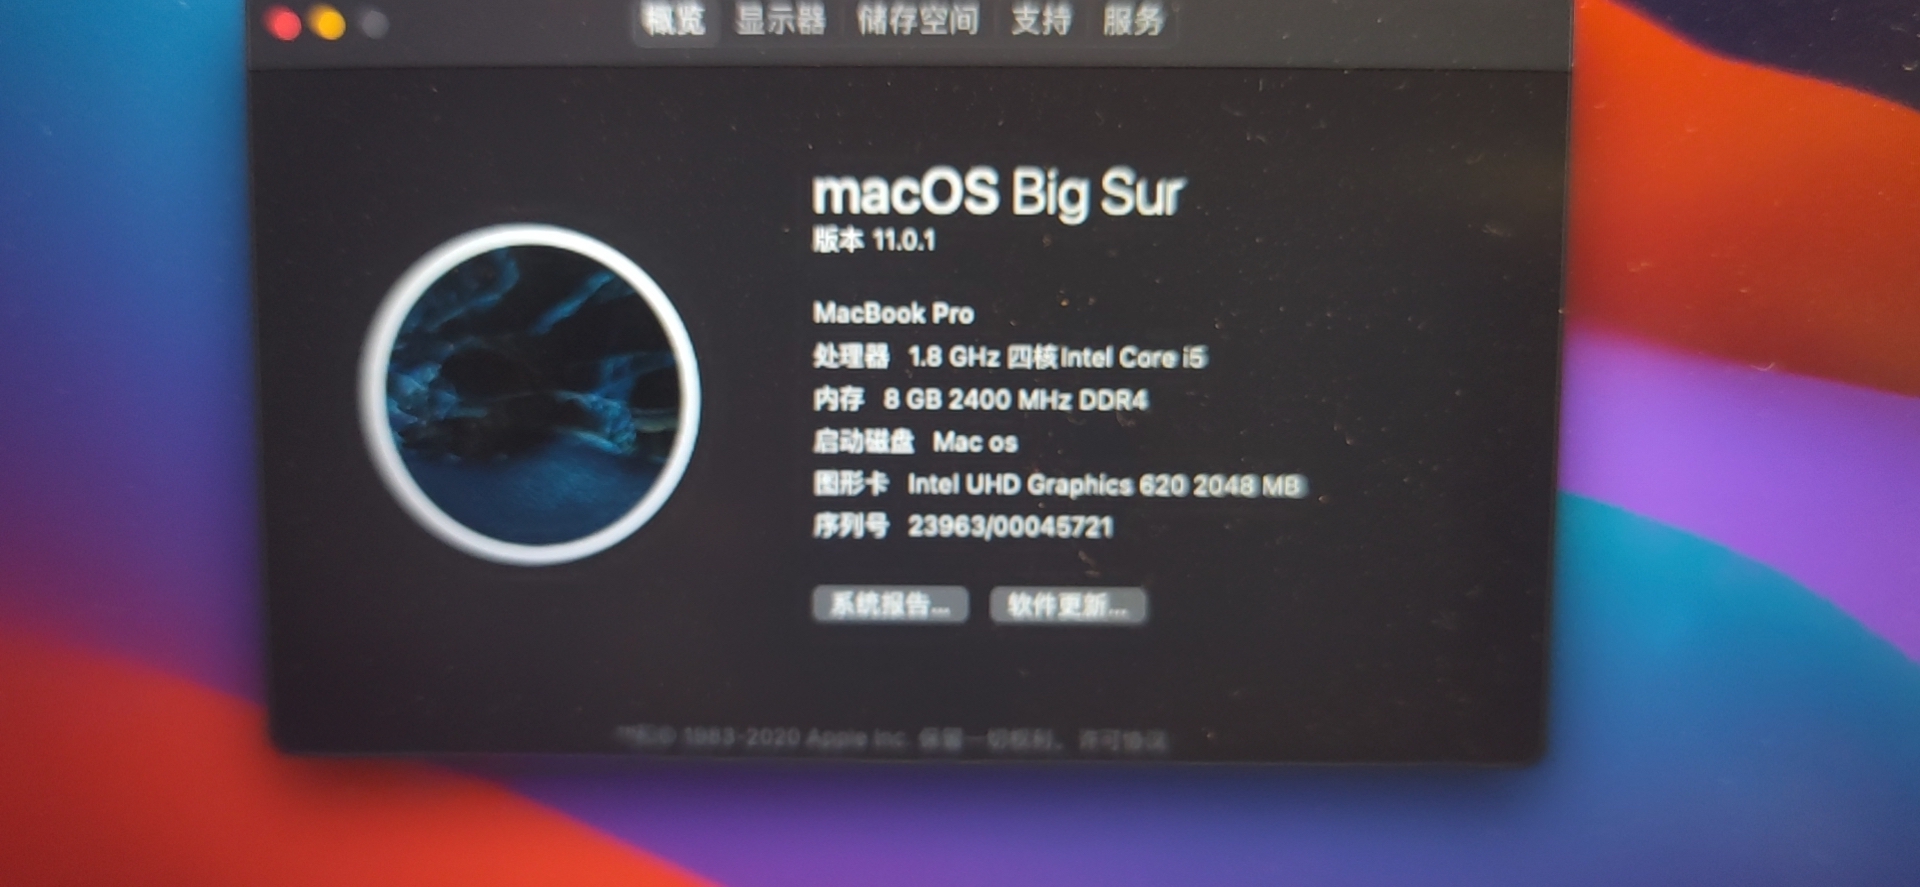 概览 显示器 储存空间 支持 服务
macOS Big Sur
版本 11.0.1
MacBook Pro
处理器 1.8 GHz 四核Intel Core i5
内存 8 GB 2400 MHz DDR4
启动磁盘 Mac os
图形卡 Intel UHD Graphics 620 2048 MB
序列号 23963/00045721
系统报告... 软件更新...
© 1983-2020 Apple Inc. 保留一切权利。 许可协议